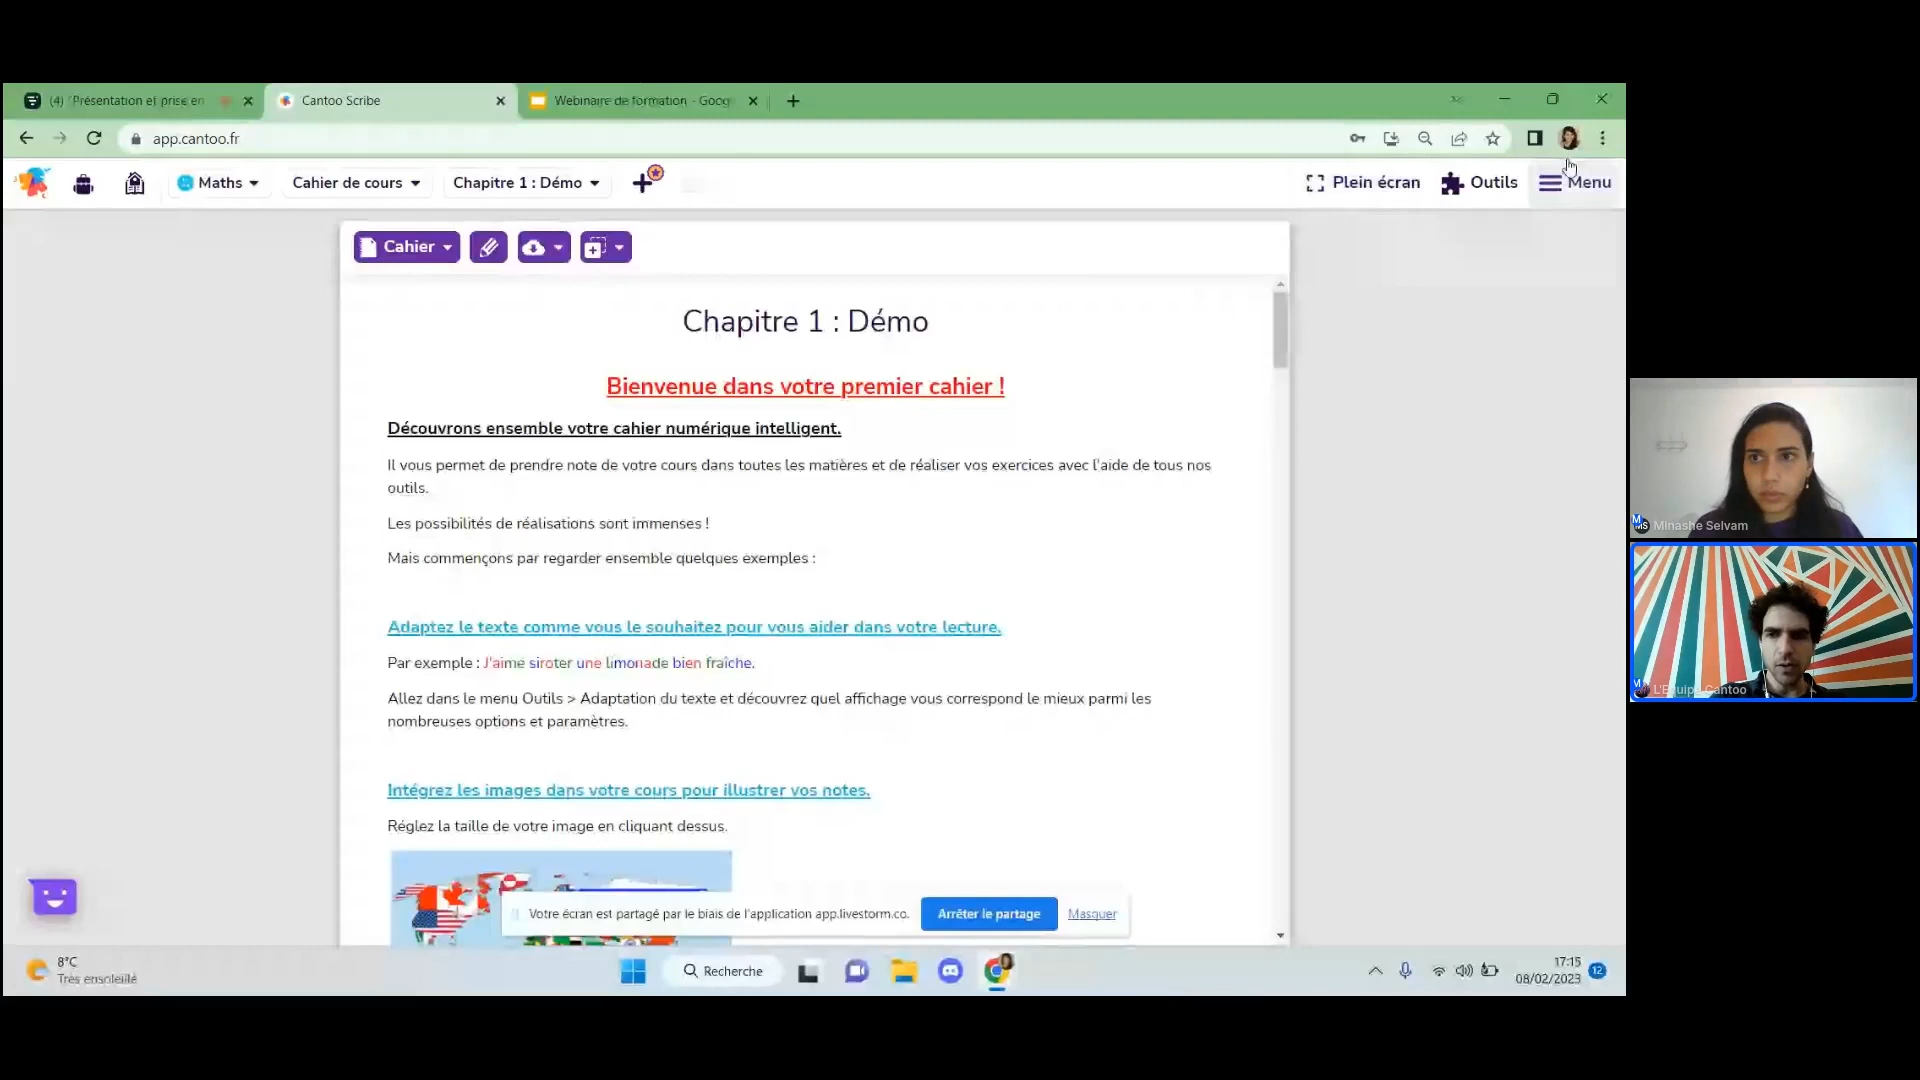 (4) "Présentation et prise en
Cantoo Scribe
Webinaire de formation - Goog
app.cantoo.fr
Maths
Cahier de cours
Chapitre 1 : Démo
Plein écran
Outils
Menu
Cahier
Chapitre 1 : Démo
Bienvenue dans votre premier cahier !
Découvrons ensemble votre cahier numérique intelligent.
Il vous permet de prendre note de votre cours dans toutes les matières et de réaliser vos exercices avec l'aide de tous nos
outils.
Les possibilités de réalisations sont immenses !
Mais commençons par regarder ensemble quelques exemples :
Adaptez le texte comme vous le souhaitez pour vous aider dans votre lecture.
Par exemple : J'aime siroter une limonade bien fraîche.
Allez dans le menu Outils > Adaptation du texte et découvrez quel affichage vous correspond le mieux parmi les
nombreuses options et paramètres.
Intégrez les images dans votre cours pour illustrer vos notes.
Réglez la taille de votre image en cliquant dessus.
Votre écran est partagé par le biais de l'application app.livestorm.co.
Arrêter le partage
Masquer
8°C
Très ensoleillé
Recherche
17:15
08/02/2023
12
M
MS
Minashe Selvam
M
L'Equipe Cantoo